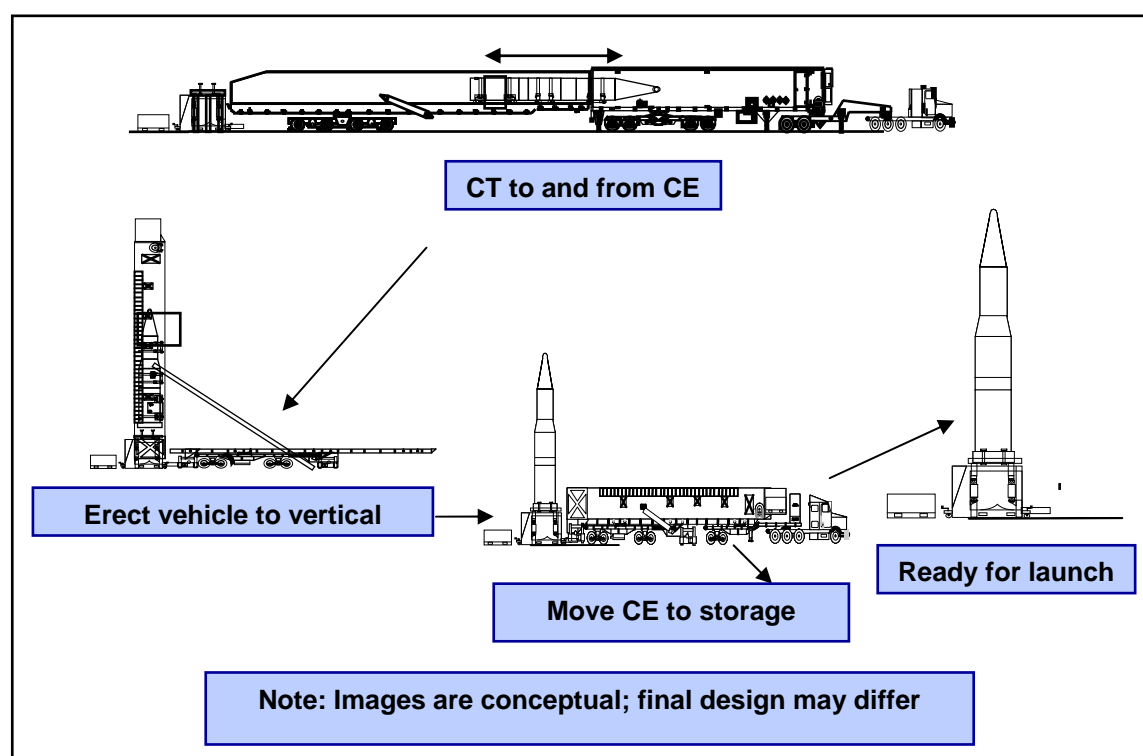 CT to and from CE
Erect vehicle to vertical
Move CE to storage
Ready for launch
Note: Images are conceptual; final design may differ